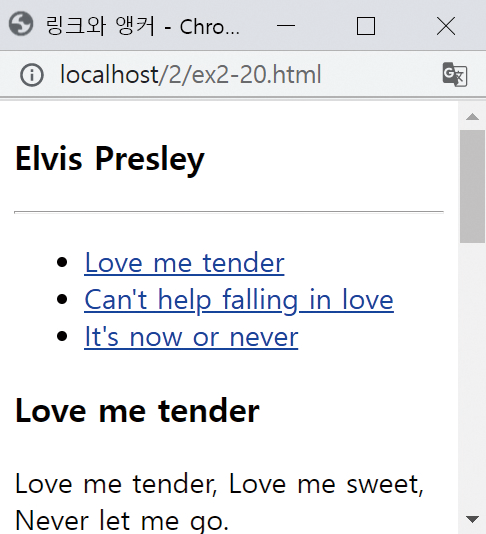 링크와 앵커 - Chro...
localhost/2/ex2-20.html
Elvis Presley
Love me tender
Can't help falling in love
It's now or never
Love me tender
Love me tender, Love me sweet,
Never let me go.